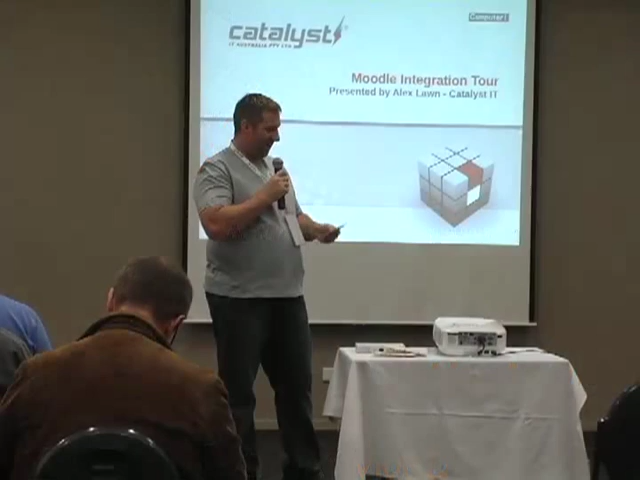 catalyst
IT AUSTRALIA PTY LTD
Moodle Integration Tour
Presented by Alex Lawn - Catalyst IT